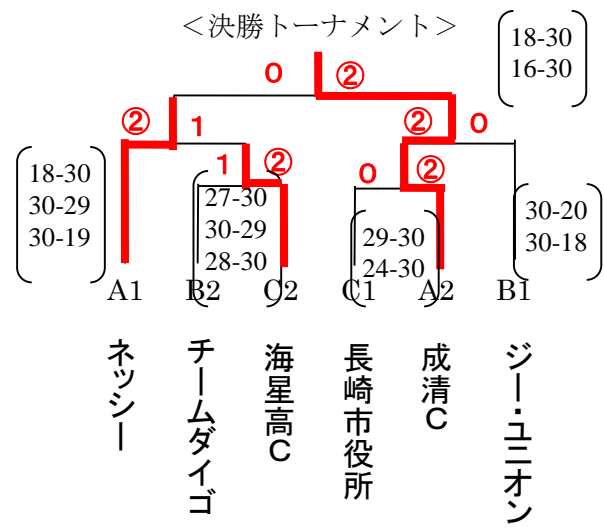 ＜決勝トーナメント＞
18-30
16-30
0
②
②
1
②
0
1
②
0
②
18-30
30-29
30-19
27-30
30-29
28-30
29-30
24-30
30-20
30-18
A1
B2
C2
C1
A2
B1
ネッシー
チームダイゴ
海星高C
長崎市役所
成清C
ジー・ユニオン